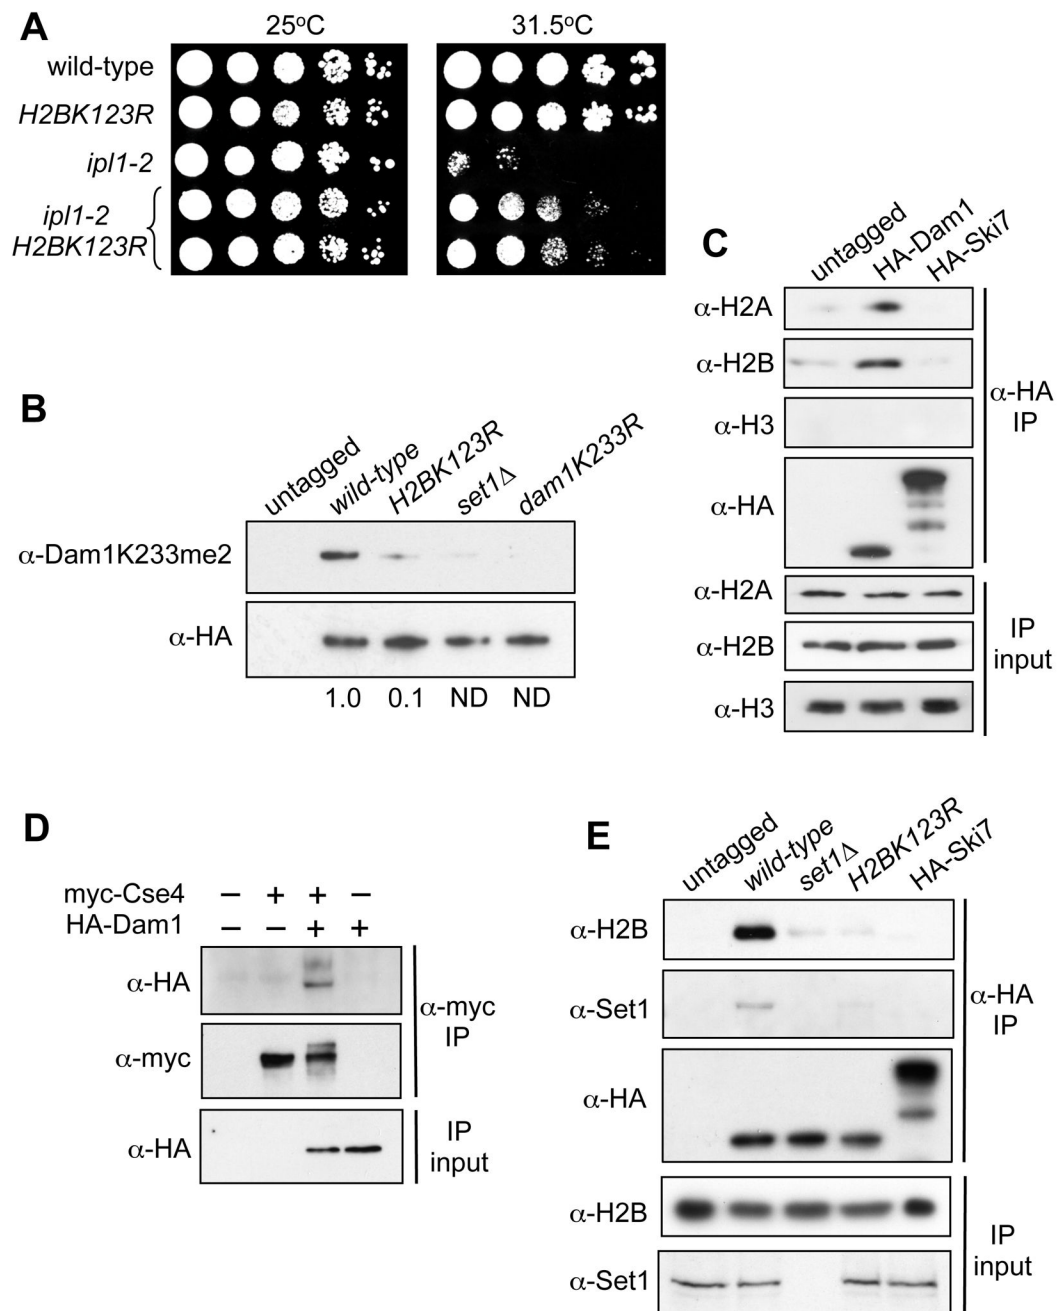 A
25°C
31.5°C
wild-type
H2BK123R
ipl1-2
ipl1-2
H2BK123R
B
untagged
wild-type
H2BK123R
set1Δ
dam1K233R
α-Dam1K233me2
α-HA
1.0 0.1 ND ND
C
untagged
HA-Dam1
HA-Ski7
α-H2A
α-H2B
α-H3
α-HA
α-HA
IP
α-H2A
α-H2B
α-H3
IP
input
D
myc-Cse4 – + + –
HA-Dam1 – – + +
α-HA
α-myc
α-myc
IP
α-HA
IP
input
E
untagged
wild-type
set1Δ
H2BK123R
HA-Ski7
α-H2B
α-Set1
α-HA
α-HA
IP
α-H2B
α-Set1
IP
input